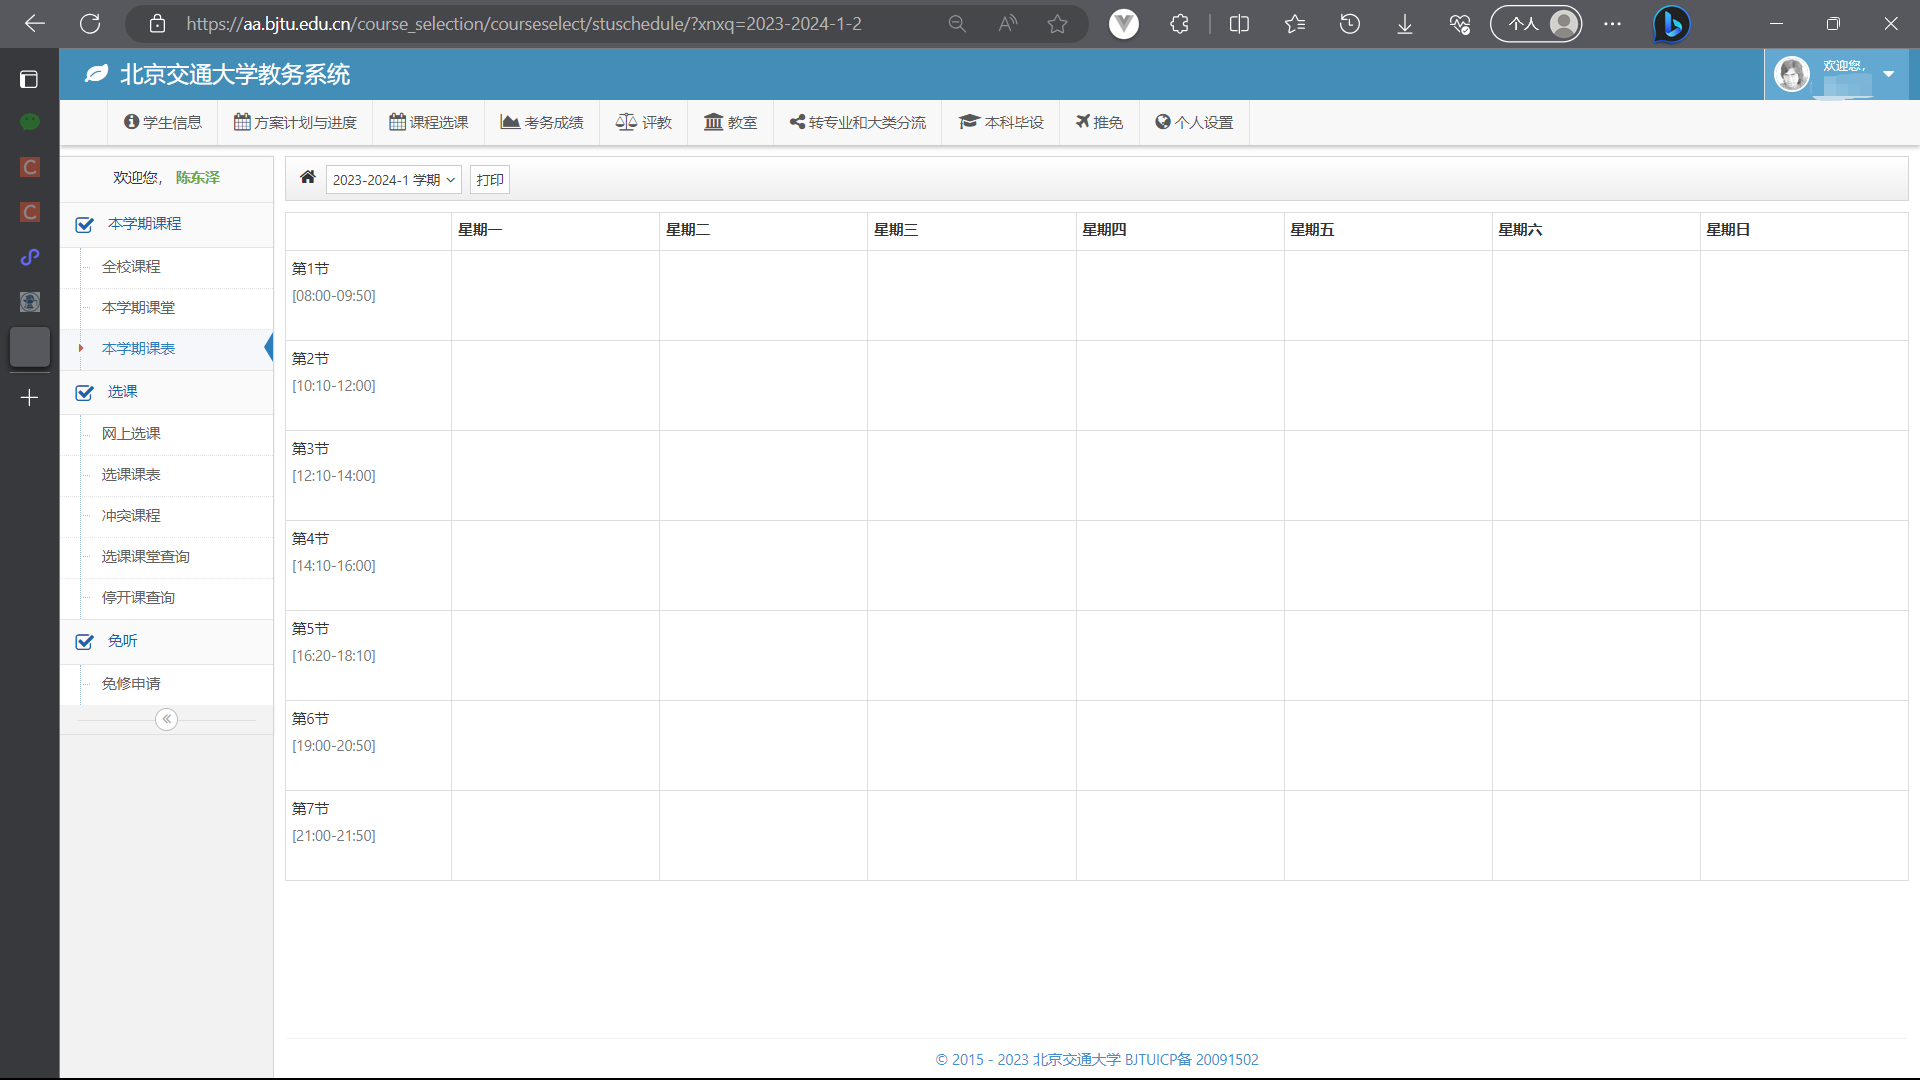 https://aa.bjtu.edu.cn/course_selection/courseselect/stuschedule/?xnxq=2023-2024-1-2
个人
北京交通大学教务系统
欢迎您,
学生信息 方案计划与进度 课程选课 考务成绩 评教 教室 转专业和大类分流 本科毕设 推免 个人设置
欢迎您, 陈东泽
本学期课程
全校课程
本学期课堂
本学期课表
选课
网上选课
选课课表
冲突课程
选课课堂查询
停开课查询
免听
免修申请
2023-2024-1 学期 打印
星期一 星期二 星期三 星期四 星期五 星期六 星期日
第1节
[08:00-09:50]
第2节
[10:10-12:00]
第3节
[12:10-14:00]
第4节
[14:10-16:00]
第5节
[16:20-18:10]
第6节
[19:00-20:50]
第7节
[21:00-21:50]
© 2015 - 2023 北京交通大学 BJTUICP备 20091502